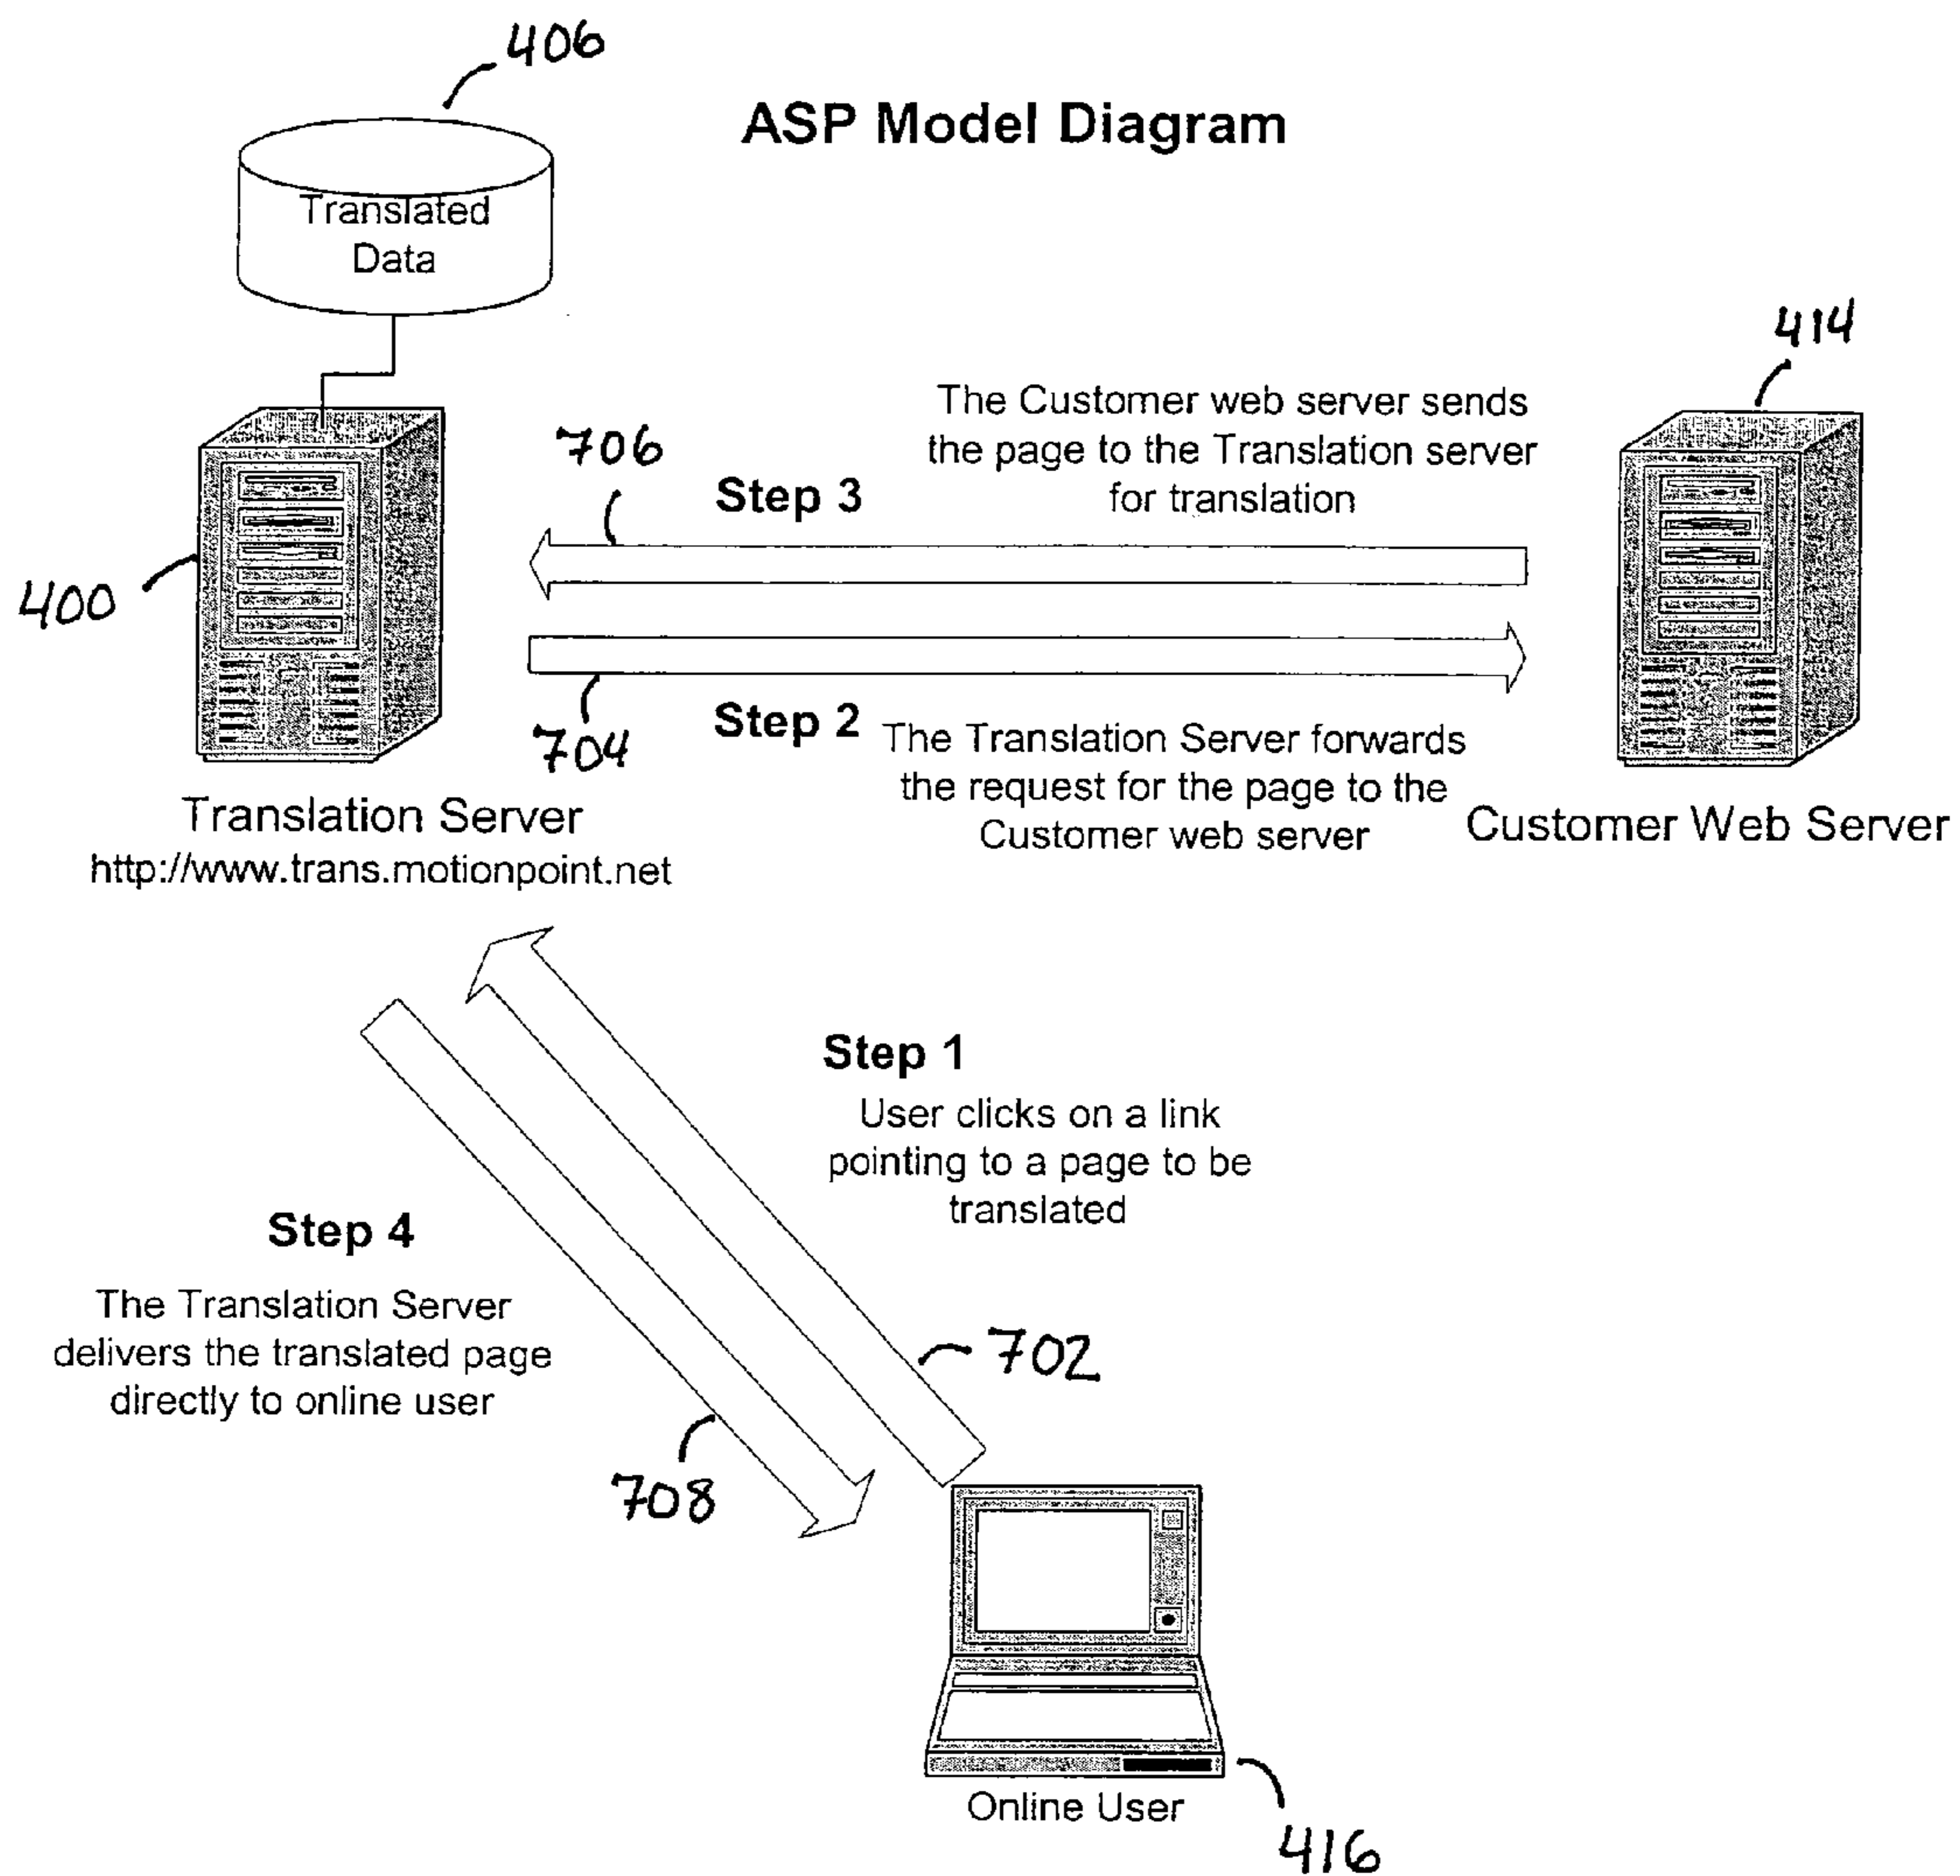 406
ASP Model Diagram
Translated
Data
414
The Customer web server sends
the page to the Translation server
for translation
706
Step 3
400
704
Step 2
The Translation Server forwards
the request for the page to the
Customer web server
Translation Server
http://www.trans.motionpoint.net
Customer Web Server
Step 1
User clicks on a link
pointing to a page to be
translated
Step 4
The Translation Server
delivers the translated page
directly to online user
702
708
Online User
416